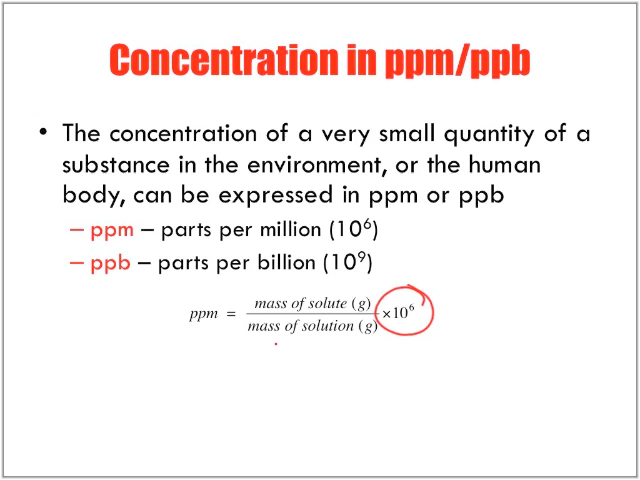 Concentration in ppm/ppb
• The concentration of a very small quantity of a
substance in the environment, or the human
body, can be expressed in ppm or ppb
– ppm – parts per million (10⁶)
– ppb – parts per billion (10⁹)
ppm = mass of solute (g) / mass of solution (g) × 10⁶